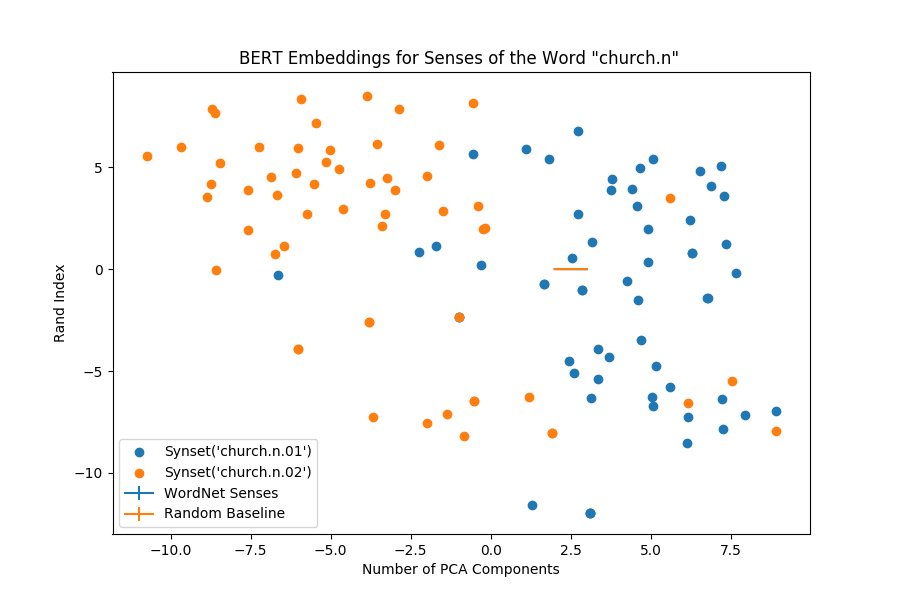 BERT Embeddings for Senses of the Word "church.n"
Rand Index
5
0
−5
−10
Synset('church.n.01')
Synset('church.n.02')
WordNet Senses
Random Baseline
−10.0 −7.5 −5.0 −2.5 0.0 2.5 5.0 7.5
Number of PCA Components